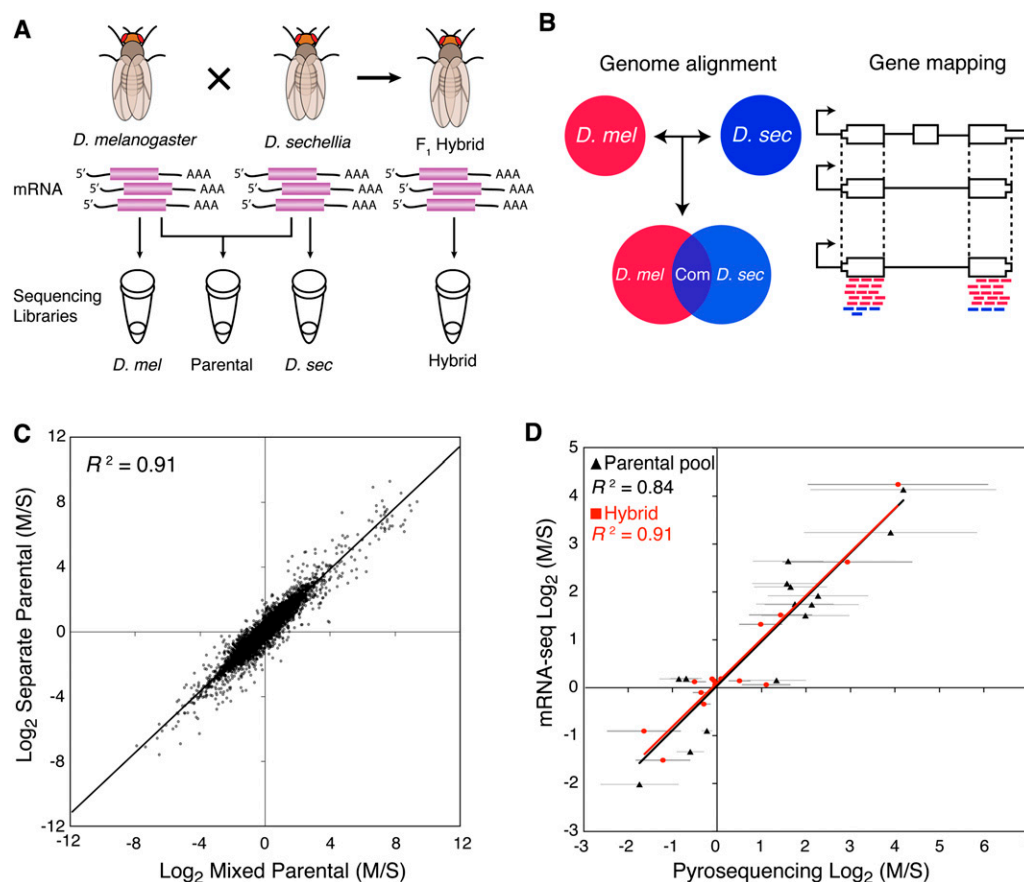 A
D. melanogaster
D. sechellia
F1 Hybrid
mRNA
5′ AAA 5′ AAA 5′ AAA
5′ AAA 5′ AAA 5′ AAA
5′ AAA 5′ AAA 5′ AAA
Sequencing
Libraries
D. mel
Parental
D. sec
Hybrid
B
Genome alignment
Gene mapping
D. mel
D. sec
D. mel
Com
D. sec
C
R² = 0.91
Log2 Separate Parental (M/S)
12
8
4
0
-4
-8
-12
-12 -8 -4 0 4 8 12
Log2 Mixed Parental (M/S)
D
▲ Parental pool
R² = 0.84
■ Hybrid
R² = 0.91
mRNA-seq Log2 (M/S)
5
4
3
2
1
0
-1
-2
-3
-3 -2 -1 0 1 2 3 4 5 6
Pyrosequencing Log2 (M/S)